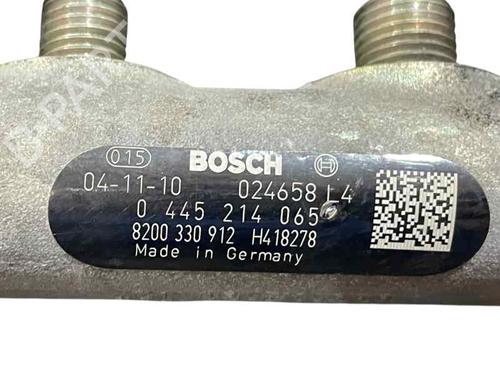 015 BOSCH
04-11-10 024658 L4
0 445 214 065
8200 330 912 H418278
Made in Germany